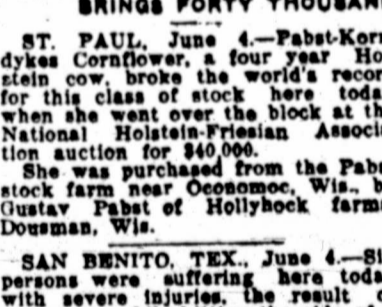 BRINGS FORTY THOUSAN
ST. PAUL, June 4.—Pabst-Korn
dykes Cornflower, a four year Ho
stein cow, broke the world's recor
for this class of stock here toda
when she went over the block at th
National Holstein-Friesian Associ
tion auction for $40,000.
She was purchased from the Pab
stock farm near Oconomoc, Wis., b
Gustav Pabst of Hollyhock farm
Dousman, Wis.
SAN BENITO, TEX., June 4.—Si
persons were suffering here toda
with severe injuries, the result